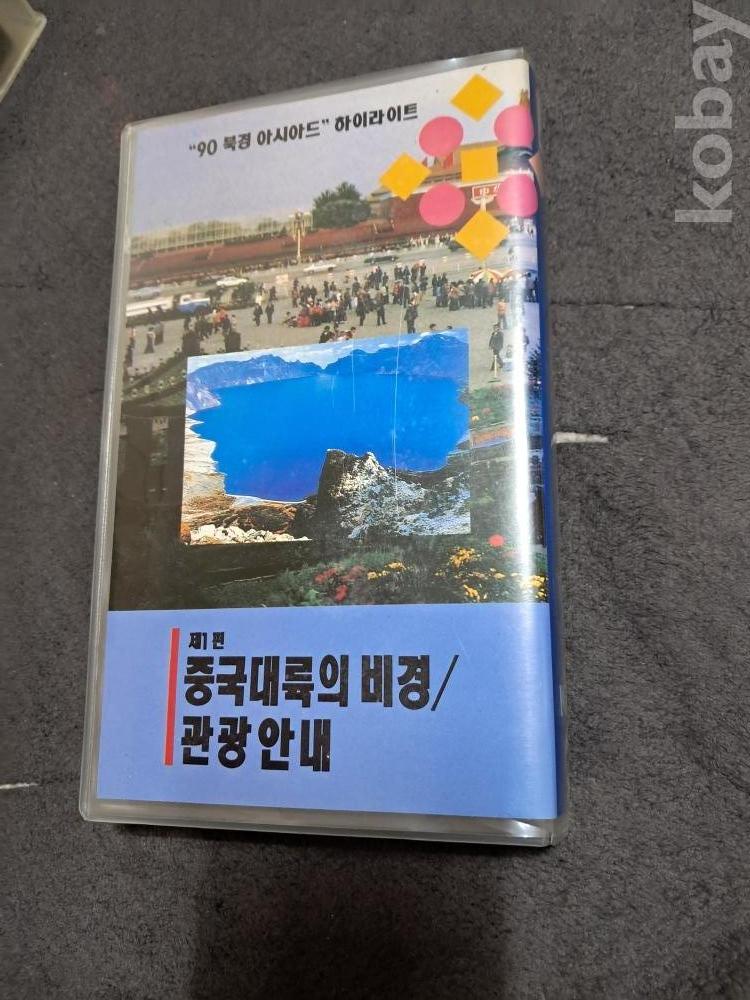 "90 북경 아시아드" 하이라이트
제1편
중국대륙의 비경/
관광안내
kobay